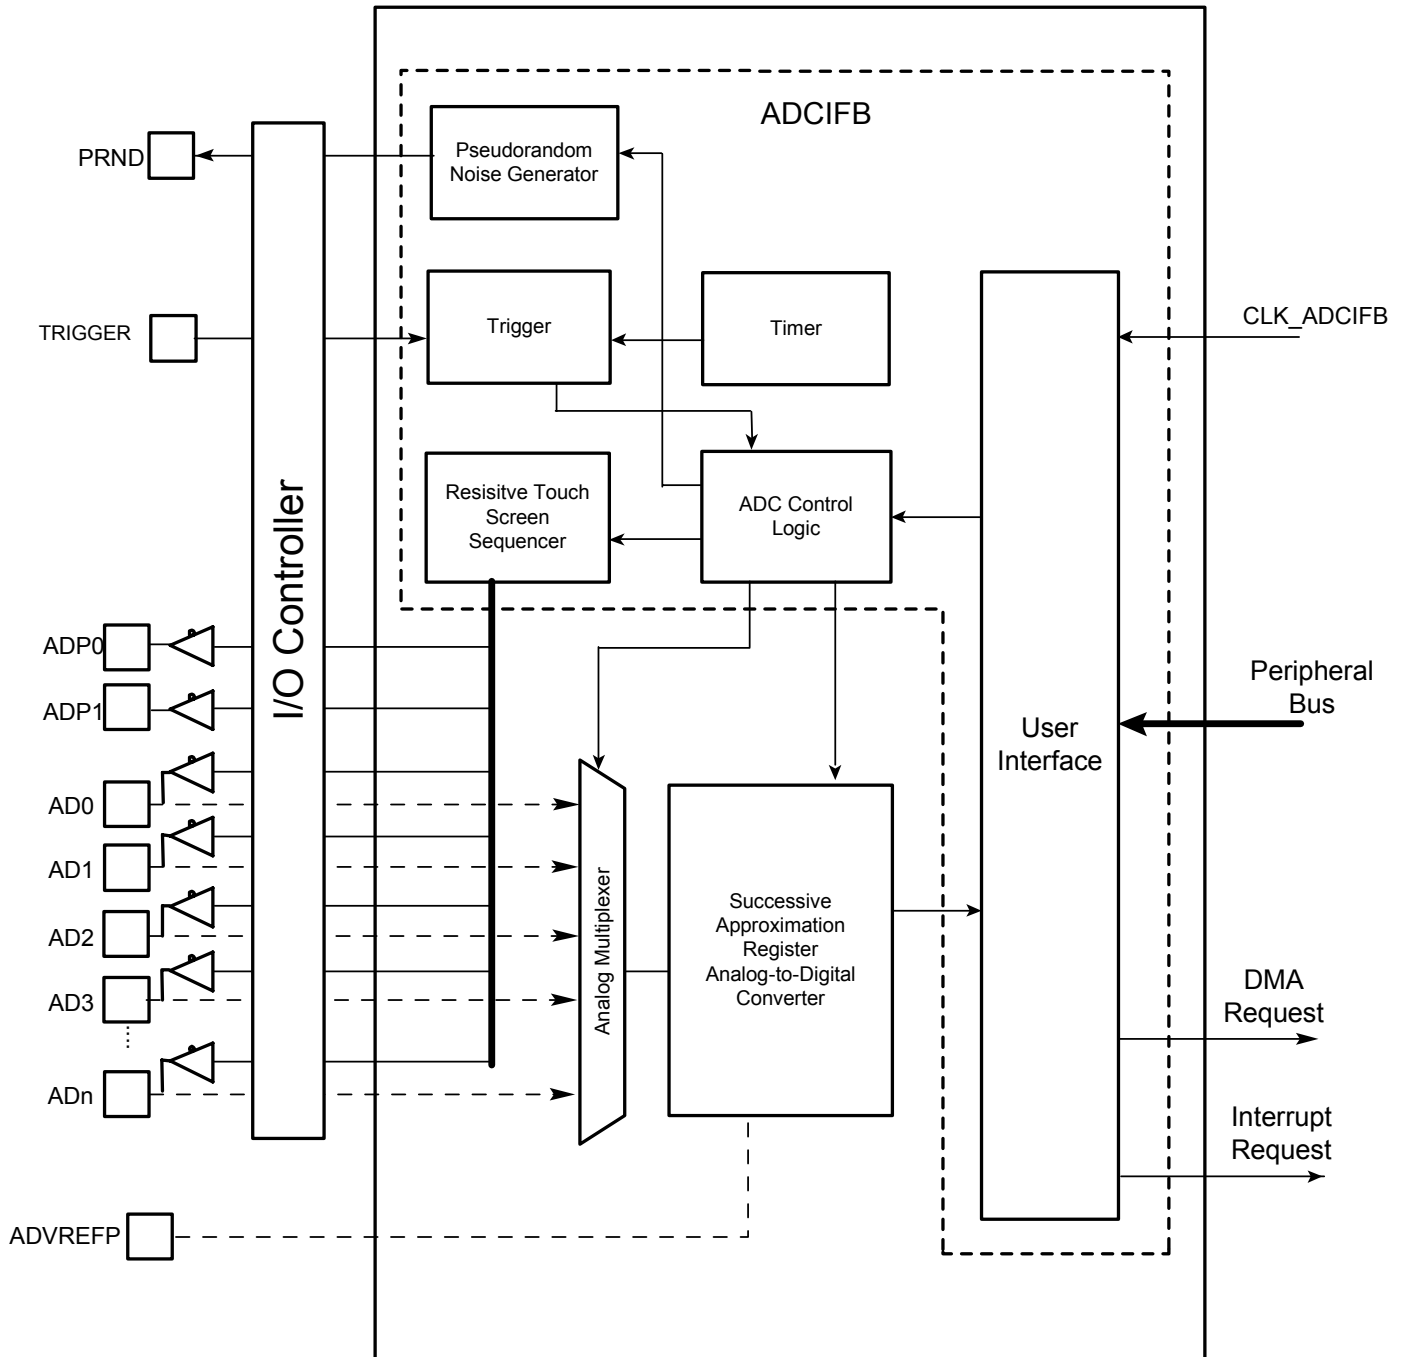 ADCIFB
PRND
Pseudorandom
Noise Generator
TRIGGER
Trigger
Timer
CLK_ADCIFB
I/O Controller
Resisitve Touch
Screen
Sequencer
ADC Control
Logic
ADP0
ADP1
AD0
AD1
AD2
AD3
ADn
Analog Multiplexer
Successive
Approximation
Register
Analog-to-Digital
Converter
User
Interface
Peripheral
Bus
DMA
Request
Interrupt
Request
ADVREFP